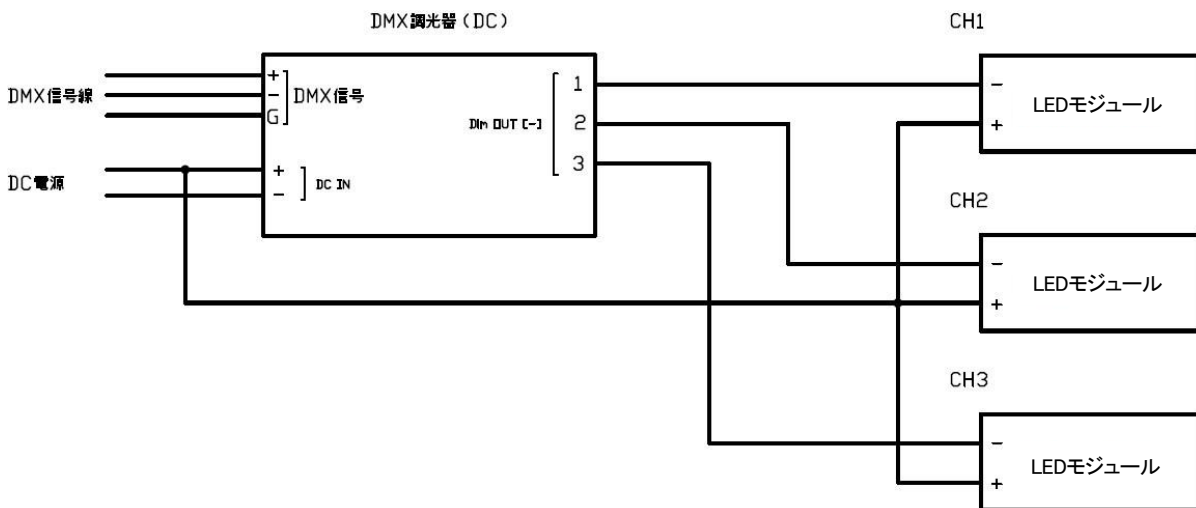 DMX調光器(DC)
CH1
DMX信号線
+
-
G
DMX信号
Dim OUT [-]
1
2
3
-
+
LEDモジュール
DC電源
+
-
DC IN
CH2
-
+
LEDモジュール
CH3
-
+
LEDモジュール